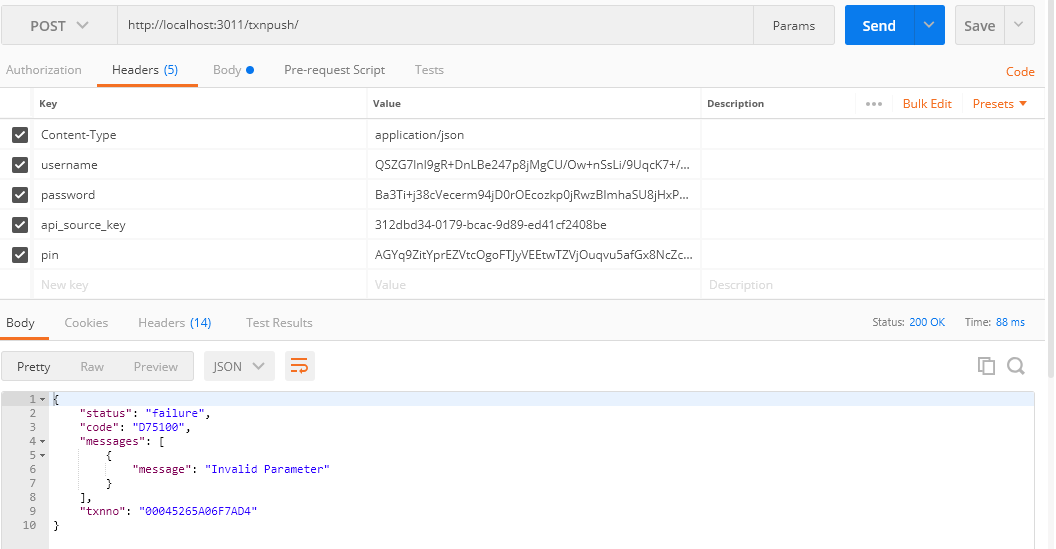 POST http://localhost:3011/txnpush/ Params Send Save
Authorization Headers (5) Body Pre-request Script Tests Code
Key Value Description ••• Bulk Edit Presets
Content-Type application/json
username QSZG7InI9gR+DnLBe247p8jMgCU/Ow+nSsLi/9UqcK7+/...
password Ba3Ti+j38cVecerm94jD0rOEcozkp0jRwzBImhaSU8jHxP...
api_source_key 312dbd34-0179-bcac-9d89-ed41cf2408be
pin AGYq9ZitYprEZVtcOgoFTJyVEEtwTZVjOuqvu5afGx8NcZc...
New key Value Description
Body Cookies Headers (14) Test Results Status: 200 OK Time: 88 ms
Pretty Raw Preview JSON
1 {
2 "status": "failure",
3 "code": "D75100",
4 "messages": [
5 {
6 "message": "Invalid Parameter"
7 }
8 ],
9 "txnno": "00045265A06F7AD4"
10 }